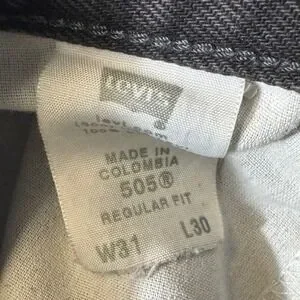 Levi's
®
MADE IN
COLOMBIA
505®
REGULAR FIT
W31 L30